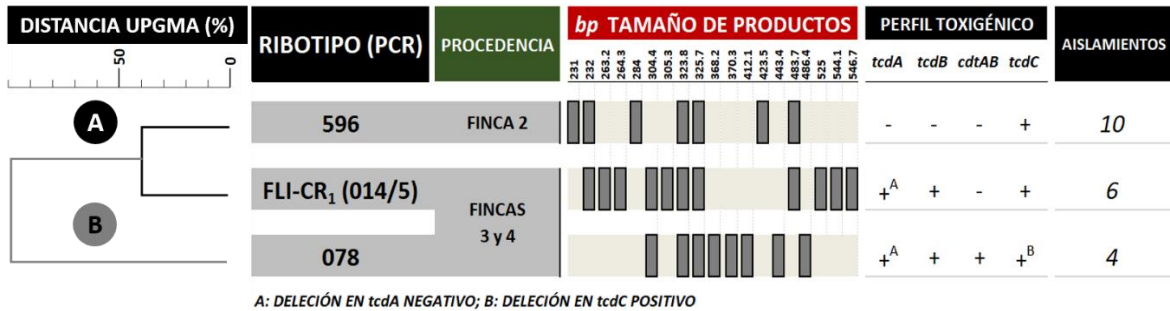 DISTANCIA UPGMA (%)
50
0
RIBOTIPO (PCR)
PROCEDENCIA
bp TAMAÑO DE PRODUCTOS
231
232
263.2
264.3
284
304.4
305.3
323.8
325.7
368.2
370.3
412.1
423.5
443.4
483.7
486.4
525
544.1
546.7
PERFIL TOXIGÉNICO
tcdA tcdB cdtAB tcdC
AISLAMIENTOS
A
596 FINCA 2 - - - + 10
FLI-CR₁ (014/5) +ᴬ + - + 6
FINCAS
3 y 4
B
078 +ᴬ + + +ᴮ 4
A: DELECIÓN EN tcdA NEGATIVO; B: DELECIÓN EN tcdC POSITIVO